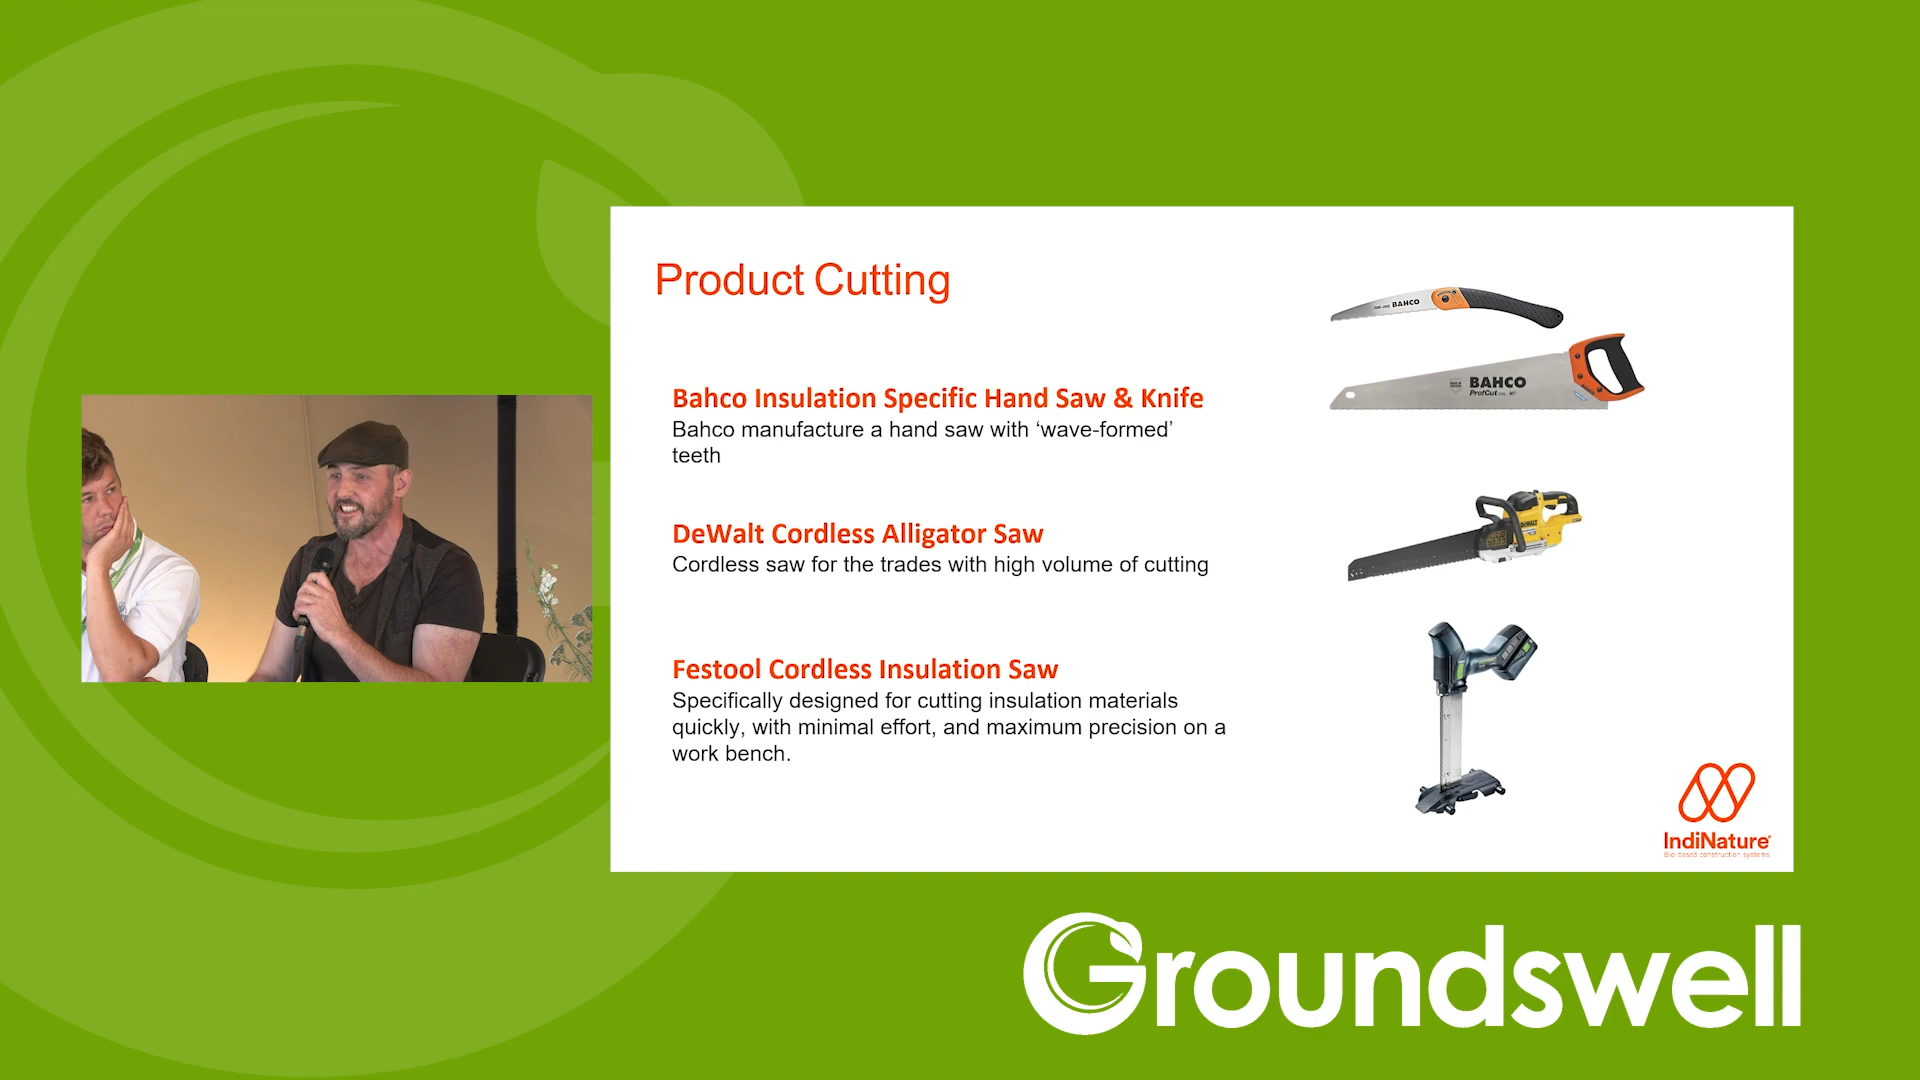 Product Cutting
BAHCO
Bahco Insulation Specific Hand Saw & Knife
Bahco manufacture a hand saw with ‘wave-formed’
teeth
BAHCO
ProfCut
DeWalt Cordless Alligator Saw
Cordless saw for the trades with high volume of cutting
DEWALT
Festool Cordless Insulation Saw
Specifically designed for cutting insulation materials
quickly, with minimal effort, and maximum precision on a
work bench.
IndiNature®
Bio-based construction systems
Groundswell